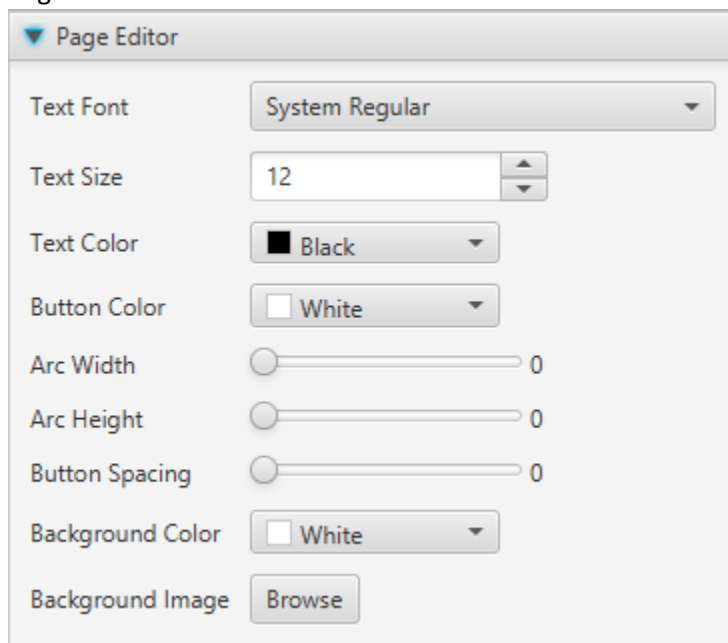 Page Editor
Text Font System Regular
Text Size 12
Text Color Black
Button Color White
Arc Width 0
Arc Height 0
Button Spacing 0
Background Color White
Background Image Browse